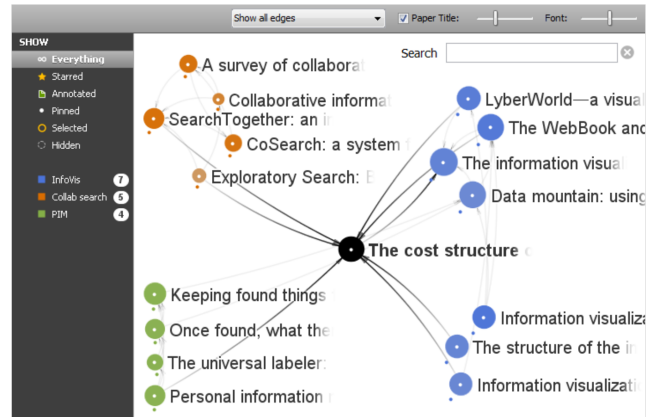 Show all edges
Paper Title:
Font:
SHOW
Everything
Starred
Annotated
Pinned
Selected
Hidden
InfoVis 7
Collab search 5
PIM 4
Search
A survey of collaborat
Collaborative informat
SearchTogether: an in
CoSearch: a system t
Exploratory Search: E
LyberWorld—a visual
The WebBook and
The information visual
Data mountain: using
The cost structure
Keeping found things
Once found, what the
The universal labeler:
Personal information
Information visualiza
The structure of the in
Information visualizati